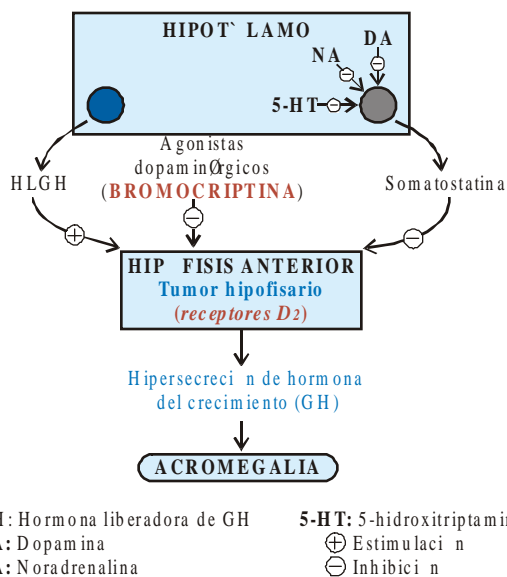 HIPOT` LAMO
DA
NA
5-HT
Agonistas
dopaminØrgicos
(BROMOCRIPTINA)
HLGH
Somatostatina
HIP FISIS ANTERIOR
Tumor hipofisario
(receptores D2)
Hipersecreci n de hormona
del crecimiento (GH)
ACROMEGALIA
H: Hormona liberadora de GH
A: Dopamina
A: Noradrenalina
5-HT: 5-hidroxitriptamin
+ Estimulaci n
− Inhibici n